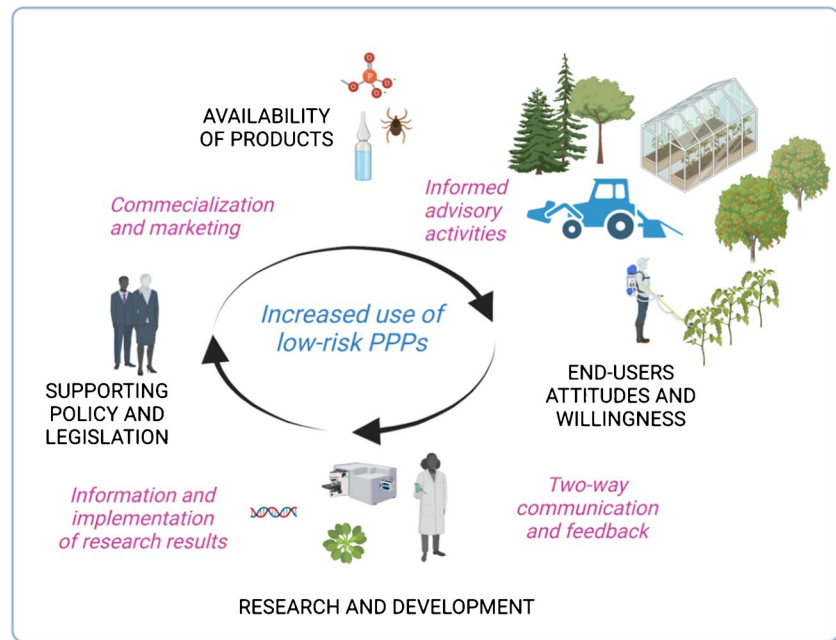 AVAILABILITY
OF PRODUCTS
P
O
O
O
O
-
-
Commecialization
and marketing
Informed
advisory
activities
Increased use of
low-risk PPPs
SUPPORTING
POLICY AND
LEGISLATION
END-USERS
ATTITUDES AND
WILLINGNESS
Information and
implementation
of research results
Two-way
communication
and feedback
RESEARCH AND DEVELOPMENT